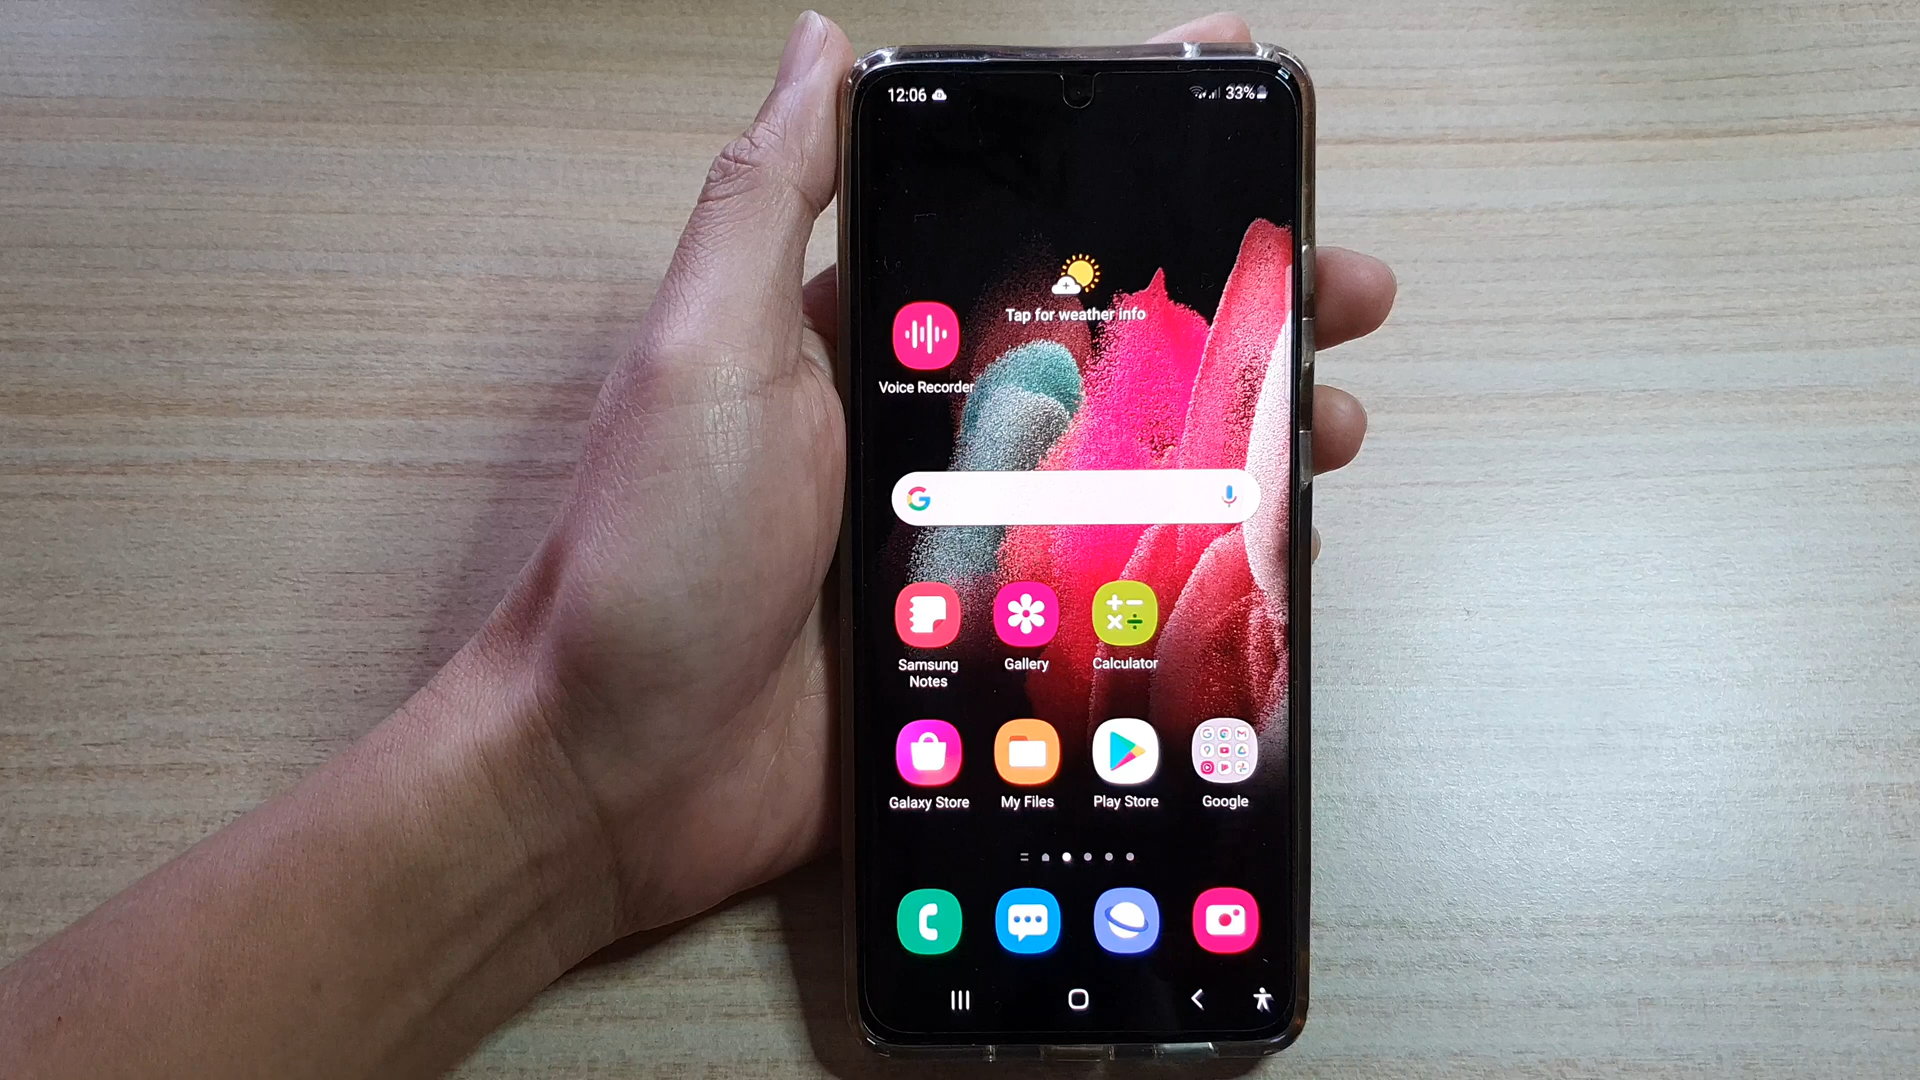 12:06
33%
Tap for weather info
Voice Recorder
G
Samsung
Notes
Gallery
Calculator
Galaxy Store
My Files
Play Store
Google